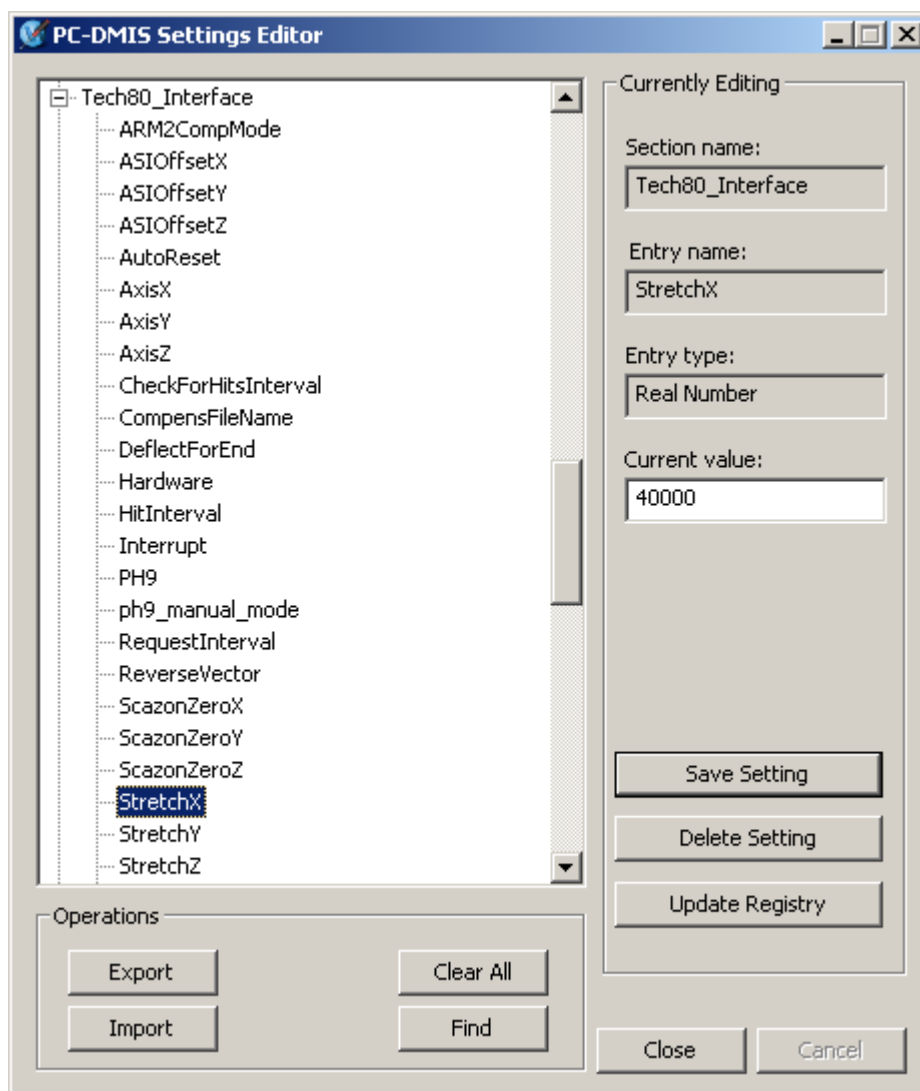 PC-DMIS Settings Editor
Tech80_Interface
ARM2CompMode
ASIOffsetX
ASIOffsetY
ASIOffsetZ
AutoReset
AxisX
AxisY
AxisZ
CheckForHitsInterval
CompensFileName
DeflectForEnd
Hardware
HitInterval
Interrupt
PH9
ph9_manual_mode
RequestInterval
ReverseVector
ScazonZeroX
ScazonZeroY
ScazonZeroZ
StretchX
StretchY
StretchZ
Operations
Export
Clear All
Import
Find
Currently Editing
Section name:
Tech80_Interface
Entry name:
StretchX
Entry type:
Real Number
Current value:
40000
Save Setting
Delete Setting
Update Registry
Close
Cancel